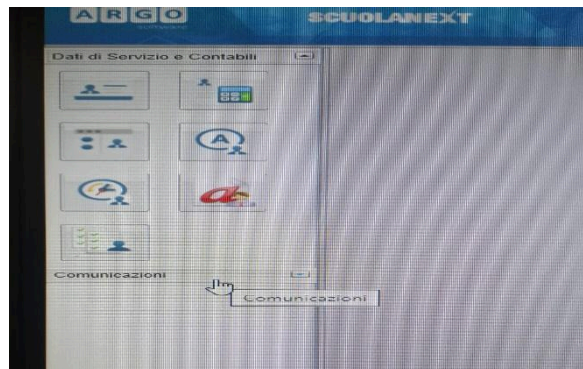 ARGO
SCUOLANEXT
Dati di Servizio e Contabili
A
a
Comunicazioni
Comunicazioni